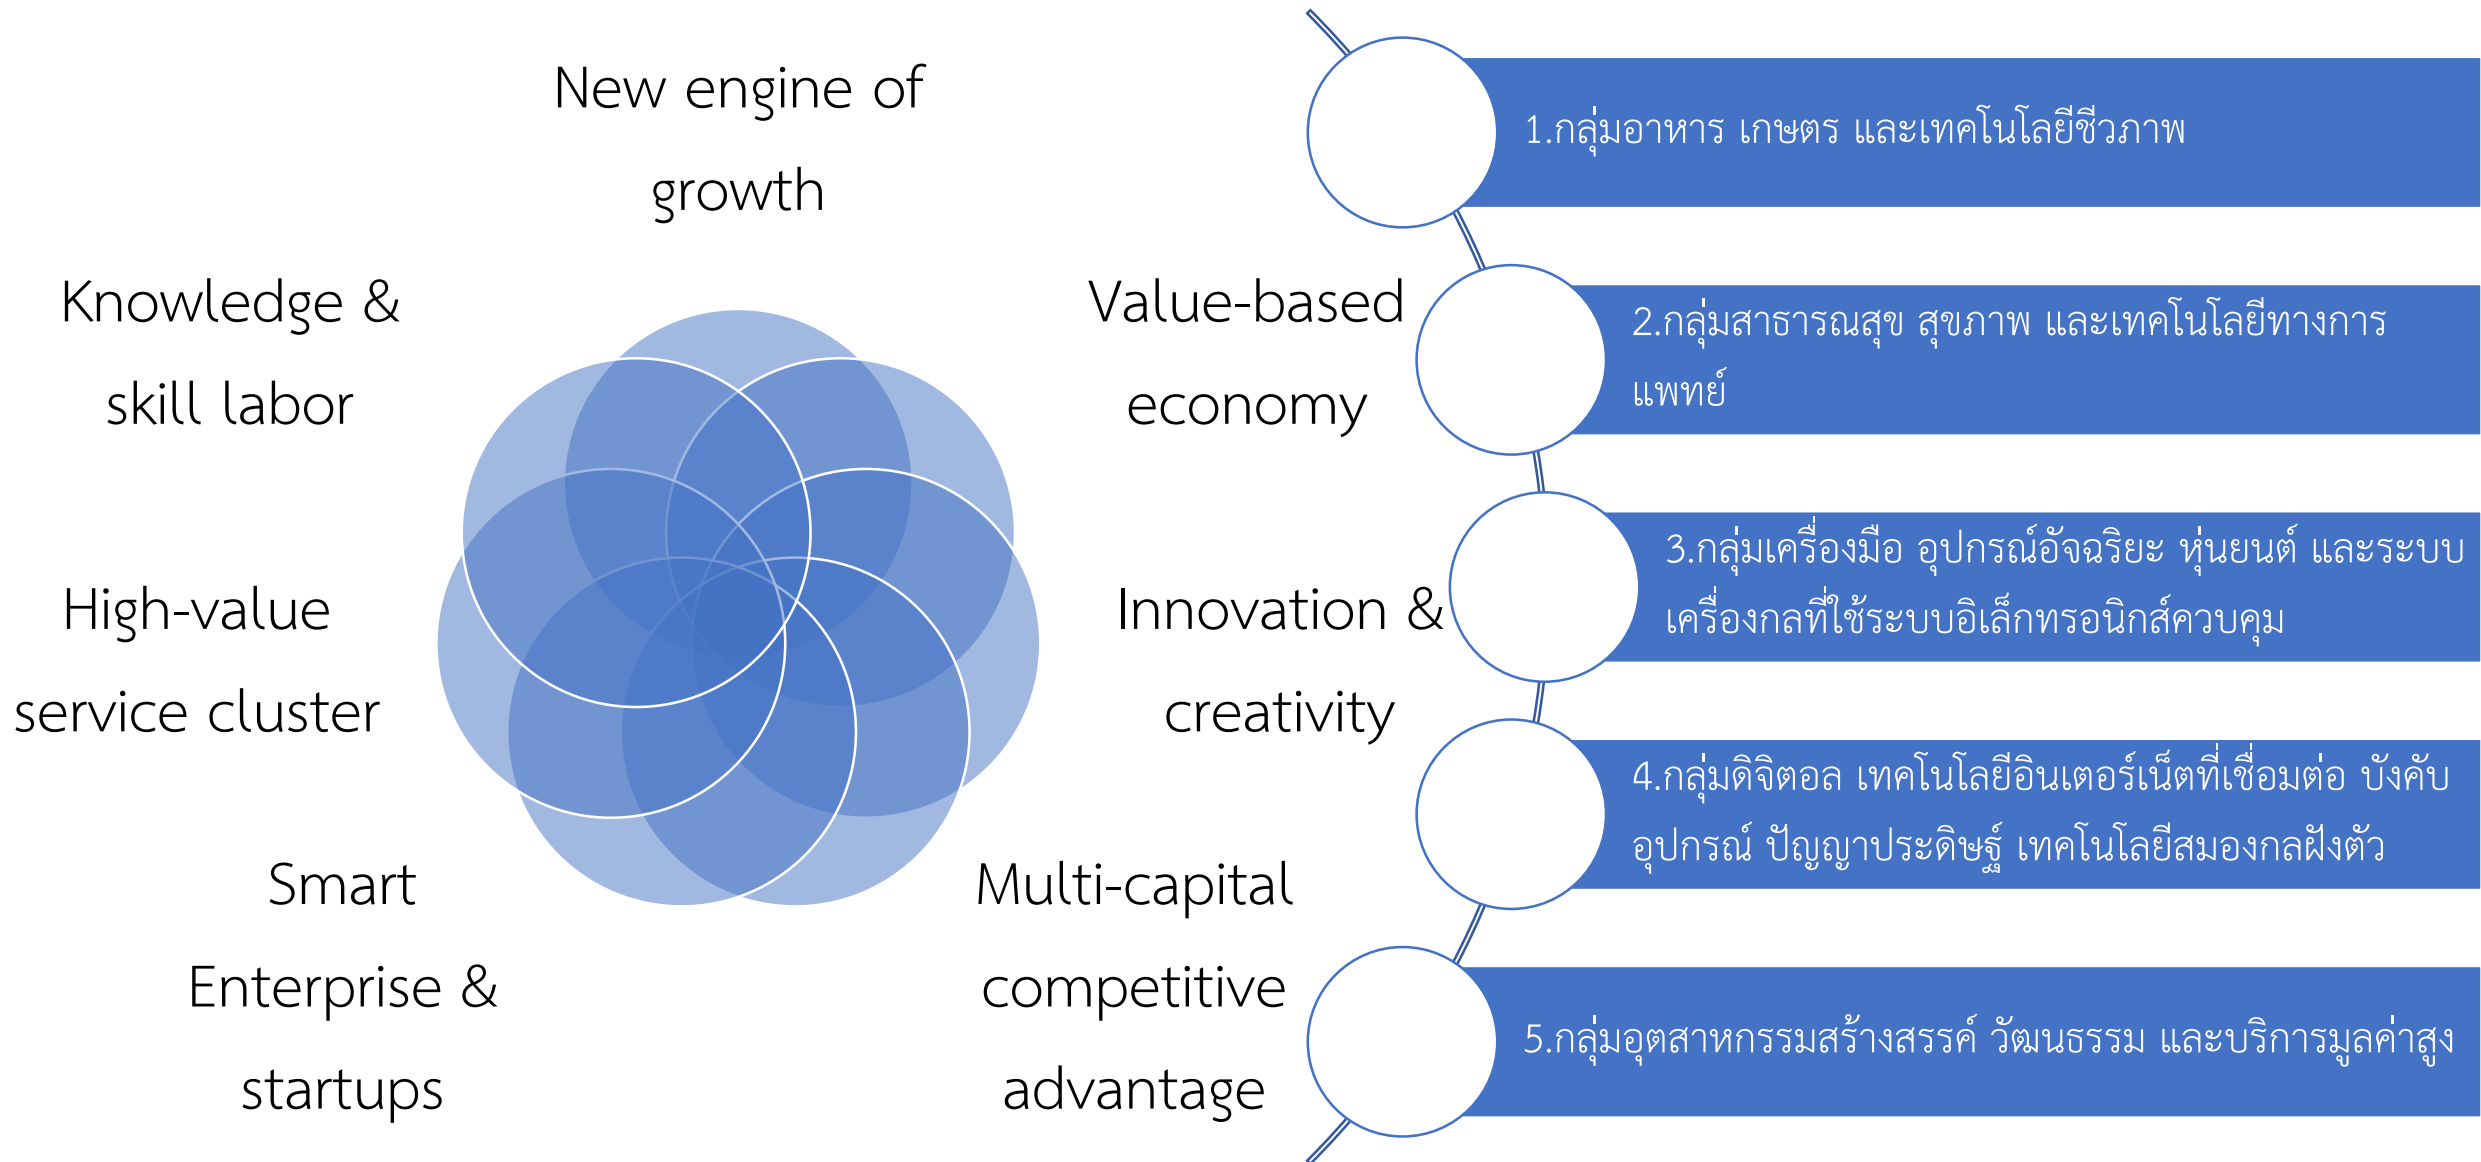 New engine of
growth
Knowledge &
skill labor
Value-based
economy
High-value
service cluster
Innovation &
creativity
Smart
Enterprise &
startups
Multi-capital
competitive
advantage
1.กลุ่มอาหาร เกษตร และเทคโนโลยีชีวภาพ
2.กลุ่มสาธารณสุข สุขภาพ และเทคโนโลยีทางการ
แพทย์
3.กลุ่มเครื่องมือ อุปกรณ์อัจฉริยะ หุ่นยนต์ และระบบ
เครื่องกลที่ใช้ระบบอิเล็กทรอนิกส์ควบคุม
4.กลุ่มดิจิตอล เทคโนโลยีอินเตอร์เน็ตที่เชื่อมต่อ บังคับ
อุปกรณ์ ปัญญาประดิษฐ์ เทคโนโลยีสมองกลฝังตัว
5.กลุ่มอุตสาหกรรมสร้างสรรค์ วัฒนธรรม และบริการมูลค่าสูง